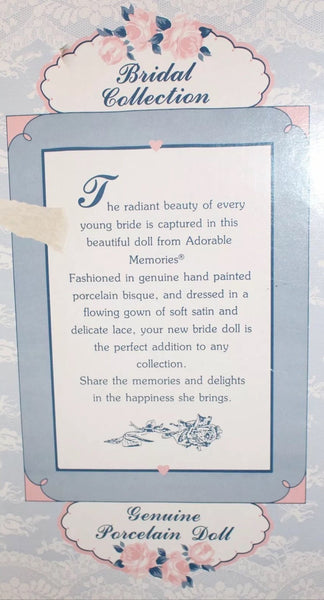 Bridal
Collection
The radiant beauty of every
young bride is captured in this
beautiful doll from Adorable
Memories®
Fashioned in genuine hand painted
porcelain bisque, and dressed in a
flowing gown of soft satin and
delicate lace, your new bride doll is
the perfect addition to any
collection.
Share the memories and delights
in the happiness she brings.
Genuine
Porcelain Doll